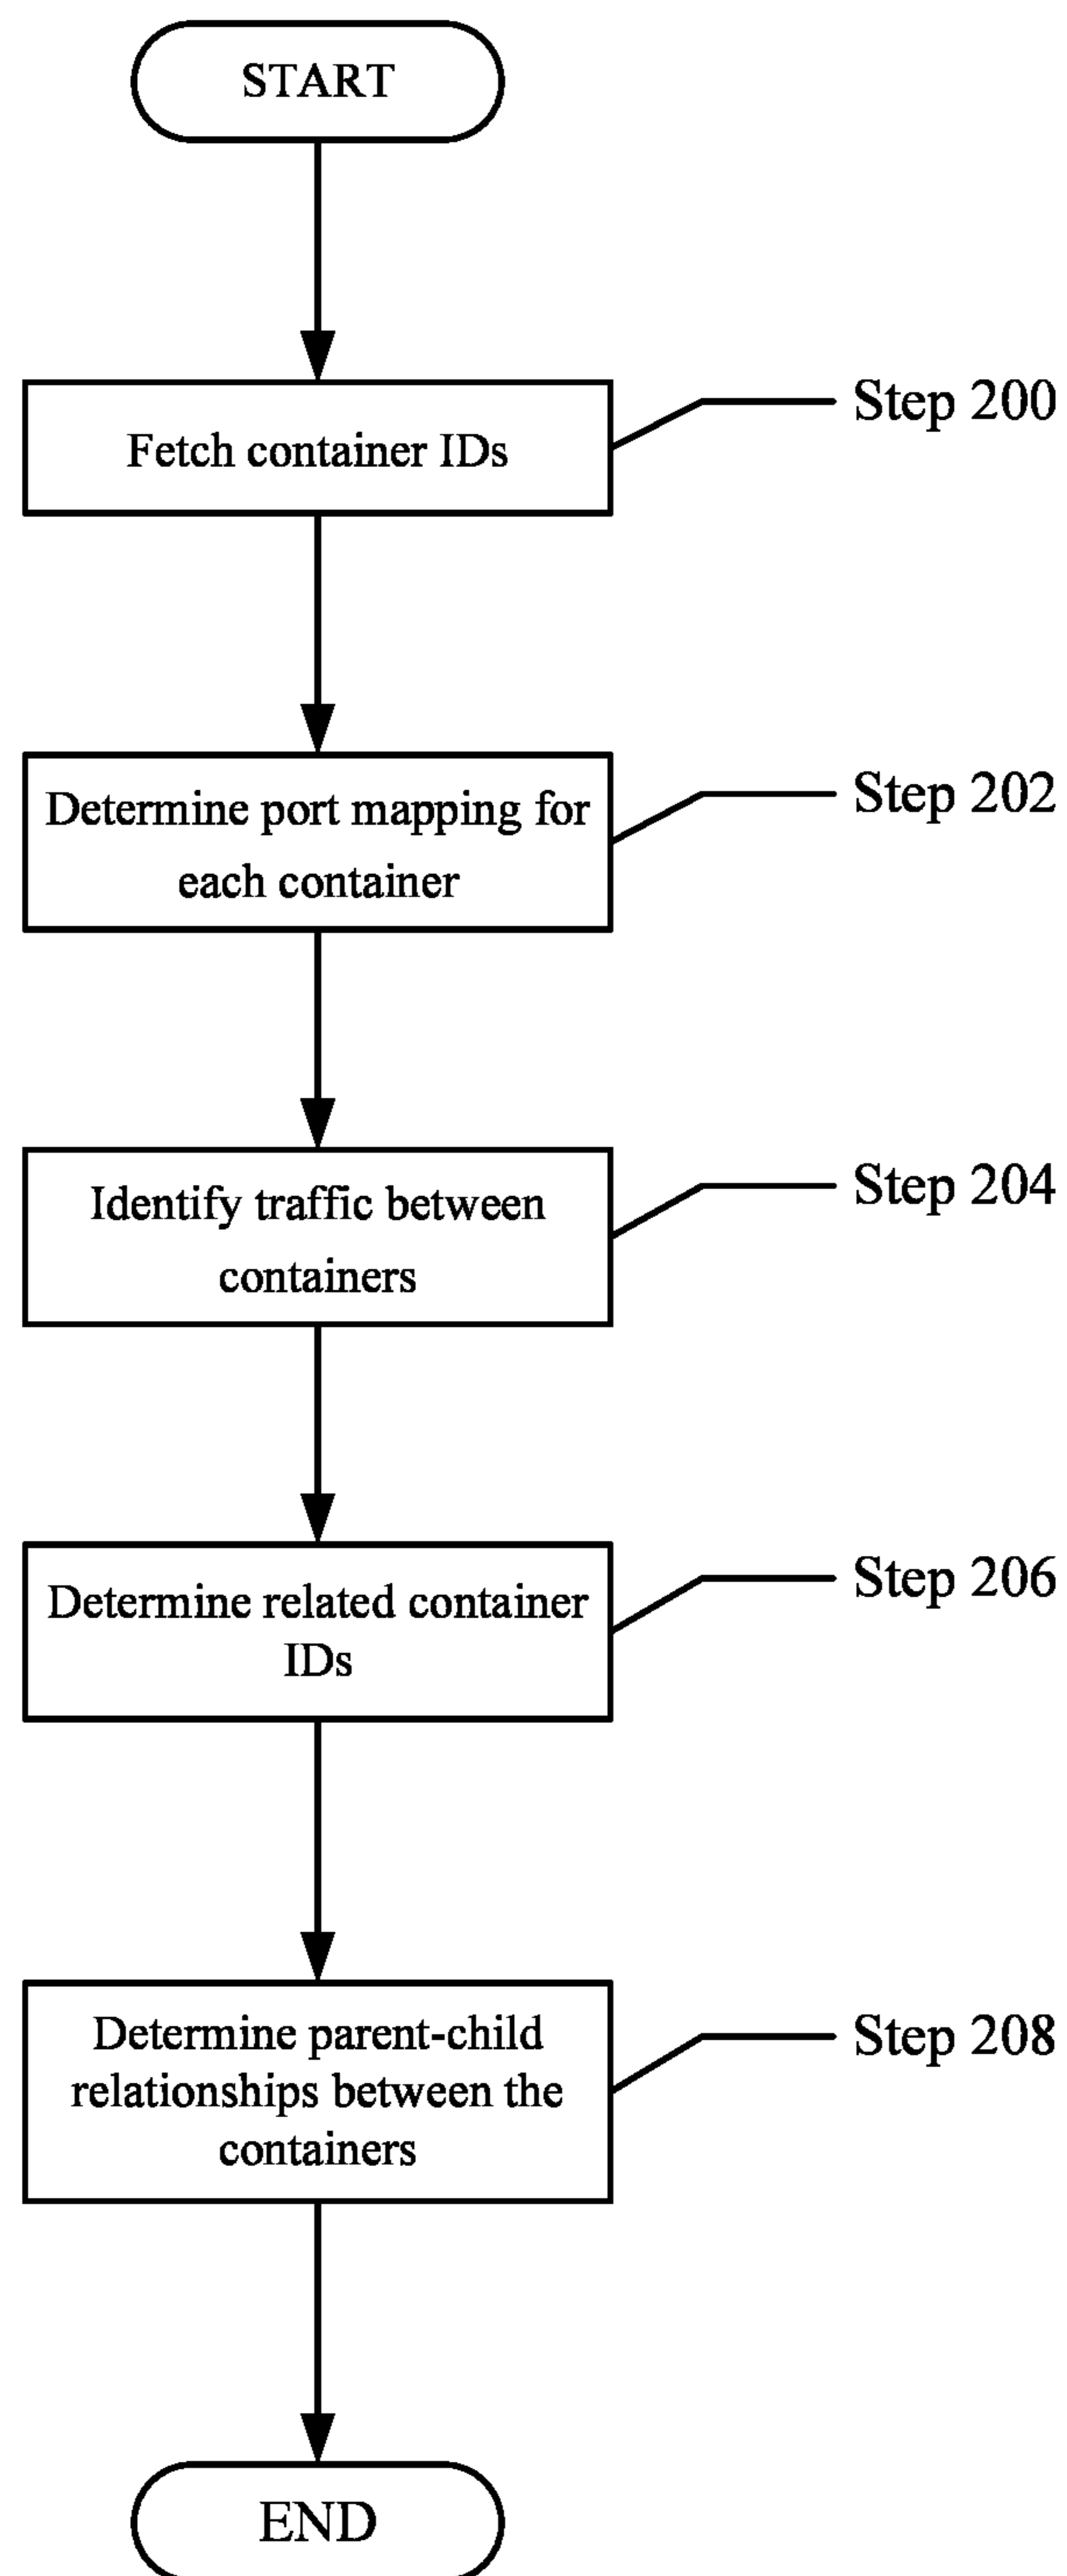 START
Fetch container IDs
Step 200
Determine port mapping for
each container
Step 202
Identify traffic between
containers
Step 204
Determine related container
IDs
Step 206
Determine parent-child
relationships between the
containers
Step 208
END